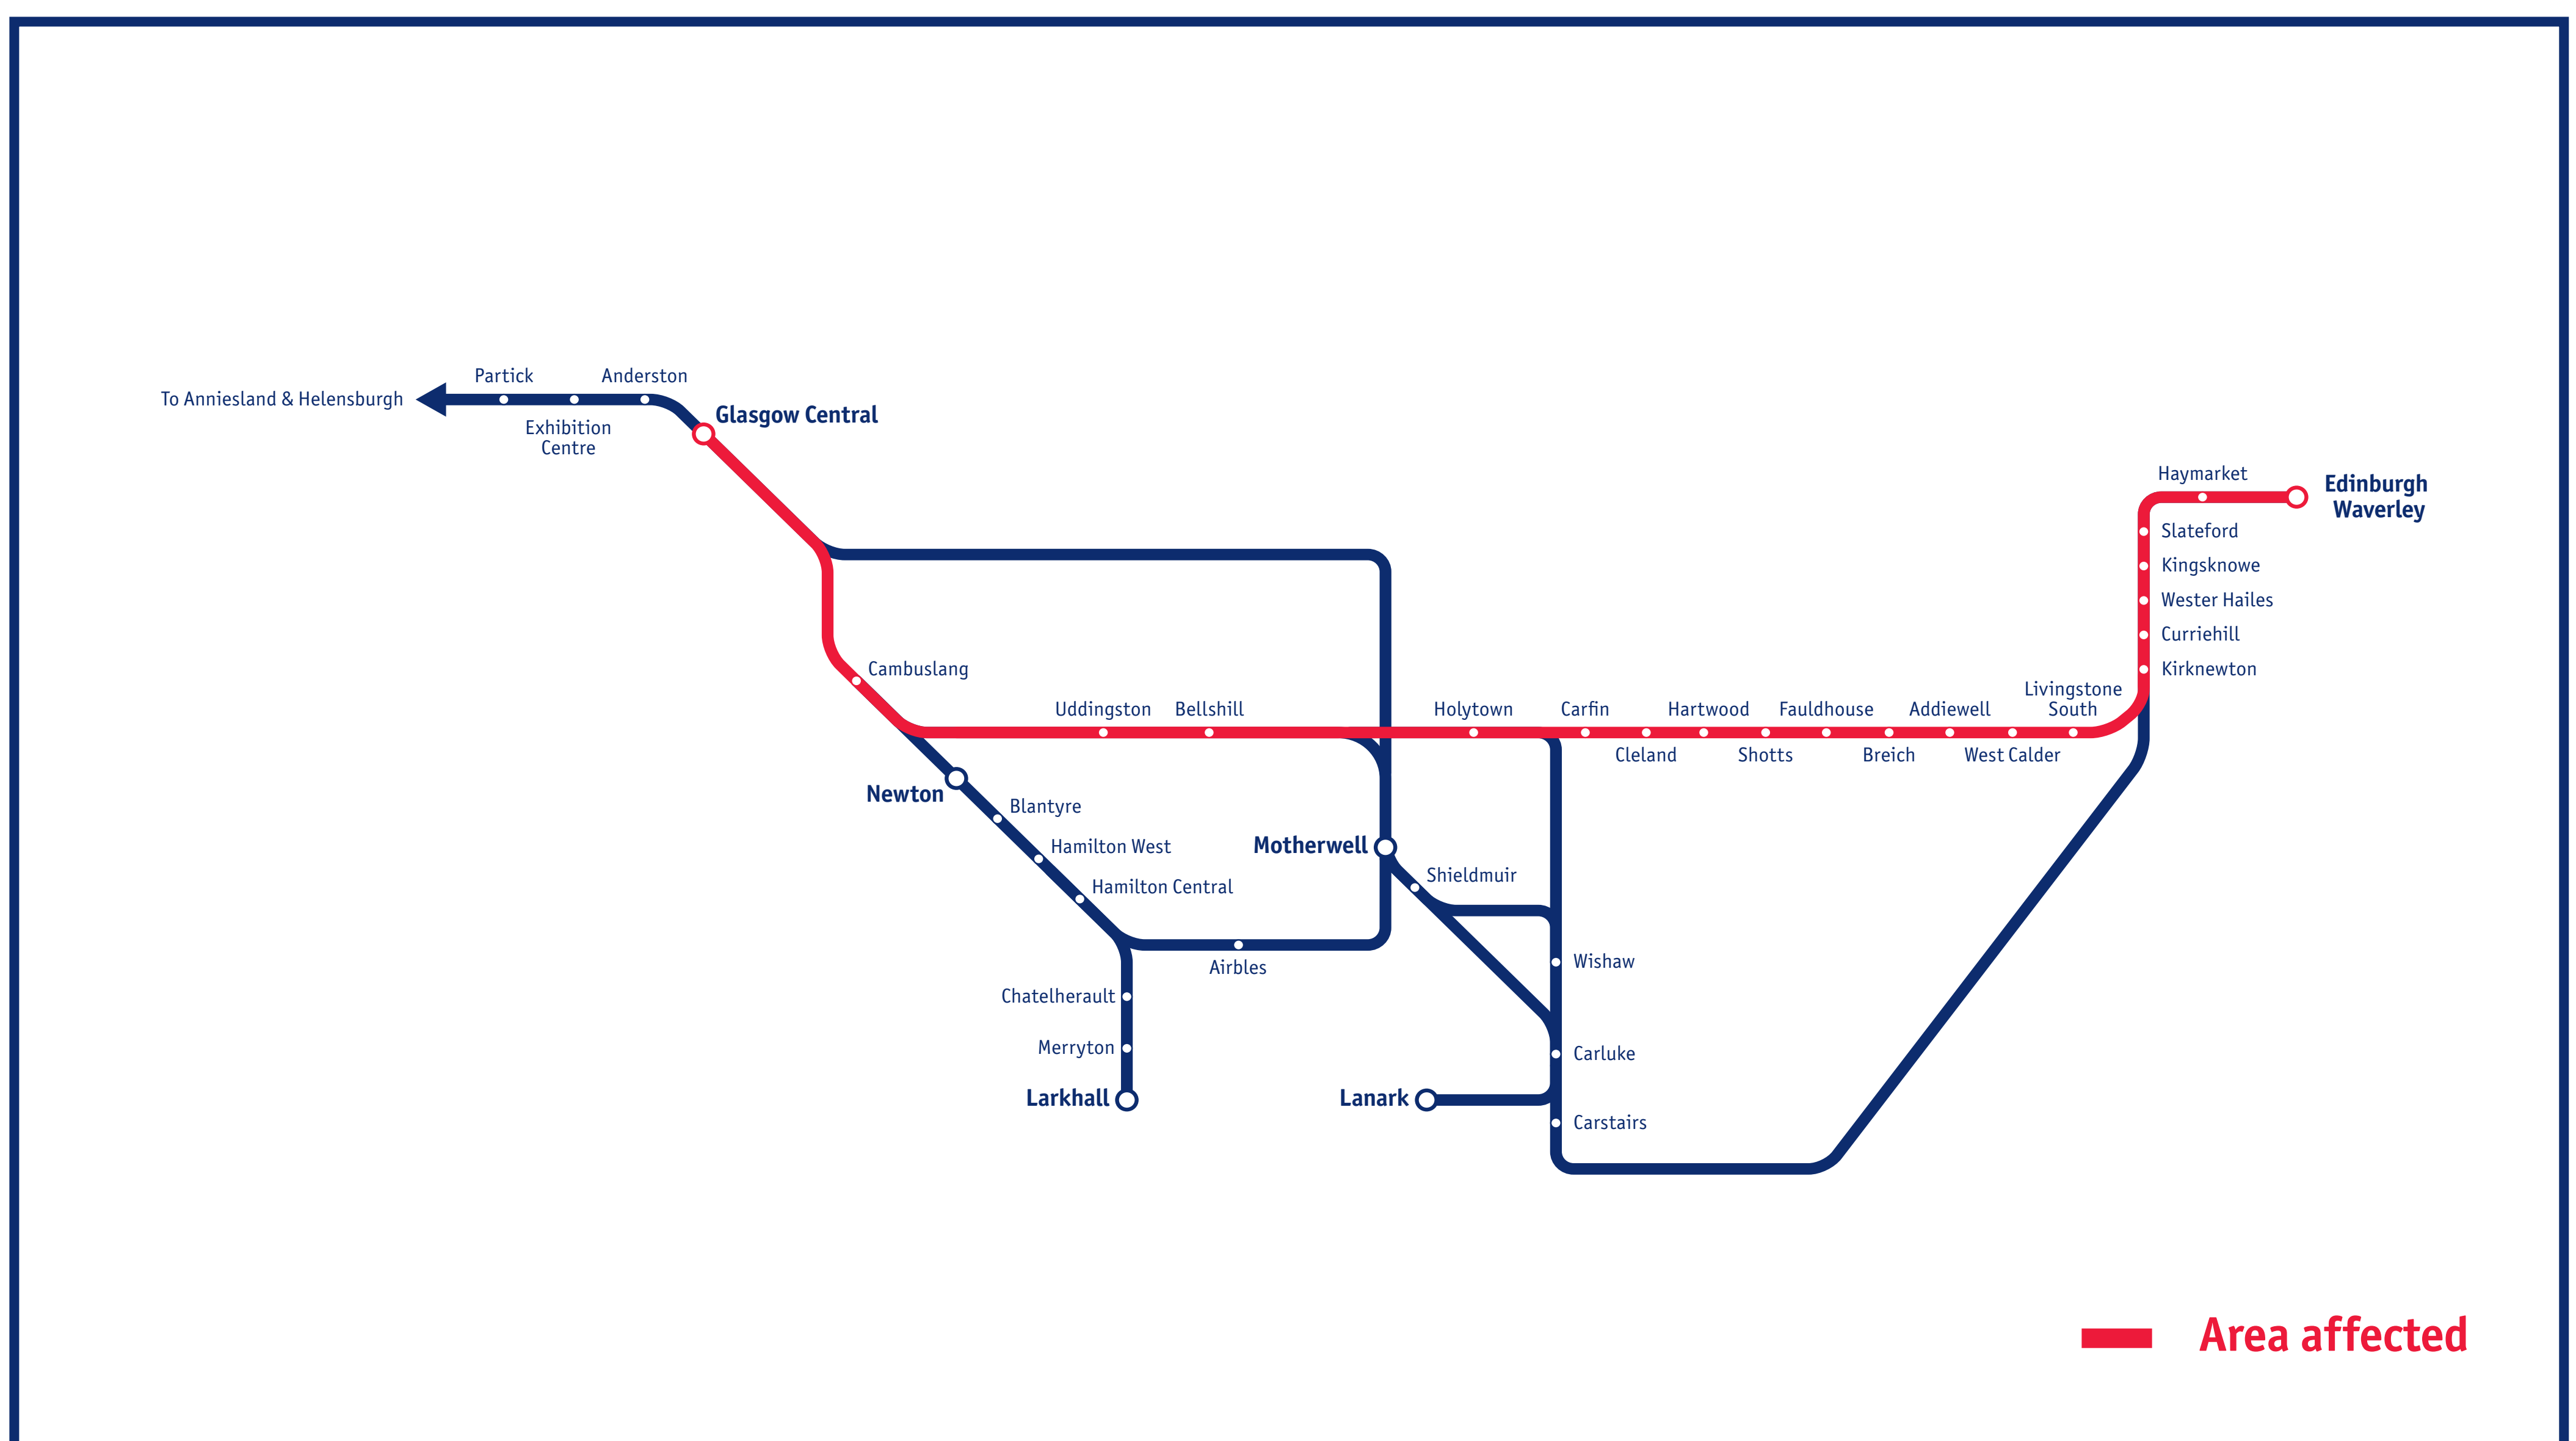 Partick
Anderston
To Anniesland & Helensburgh
Glasgow Central
Exhibition
Centre
Haymarket
Edinburgh
Waverley
Slateford
Kingsknowe
Wester Hailes
Curriehill
Kirknewton
Cambuslang
Uddingston
Bellshill
Holytown
Carfin
Hartwood
Fauldhouse
Addiewell
Livingstone
South
Cleland
Shotts
Breich
West Calder
Newton
Blantyre
Hamilton West
Hamilton Central
Motherwell
Shieldmuir
Airbles
Wishaw
Chatelherault
Merryton
Larkhall
Carluke
Lanark
Carstairs
Area affected